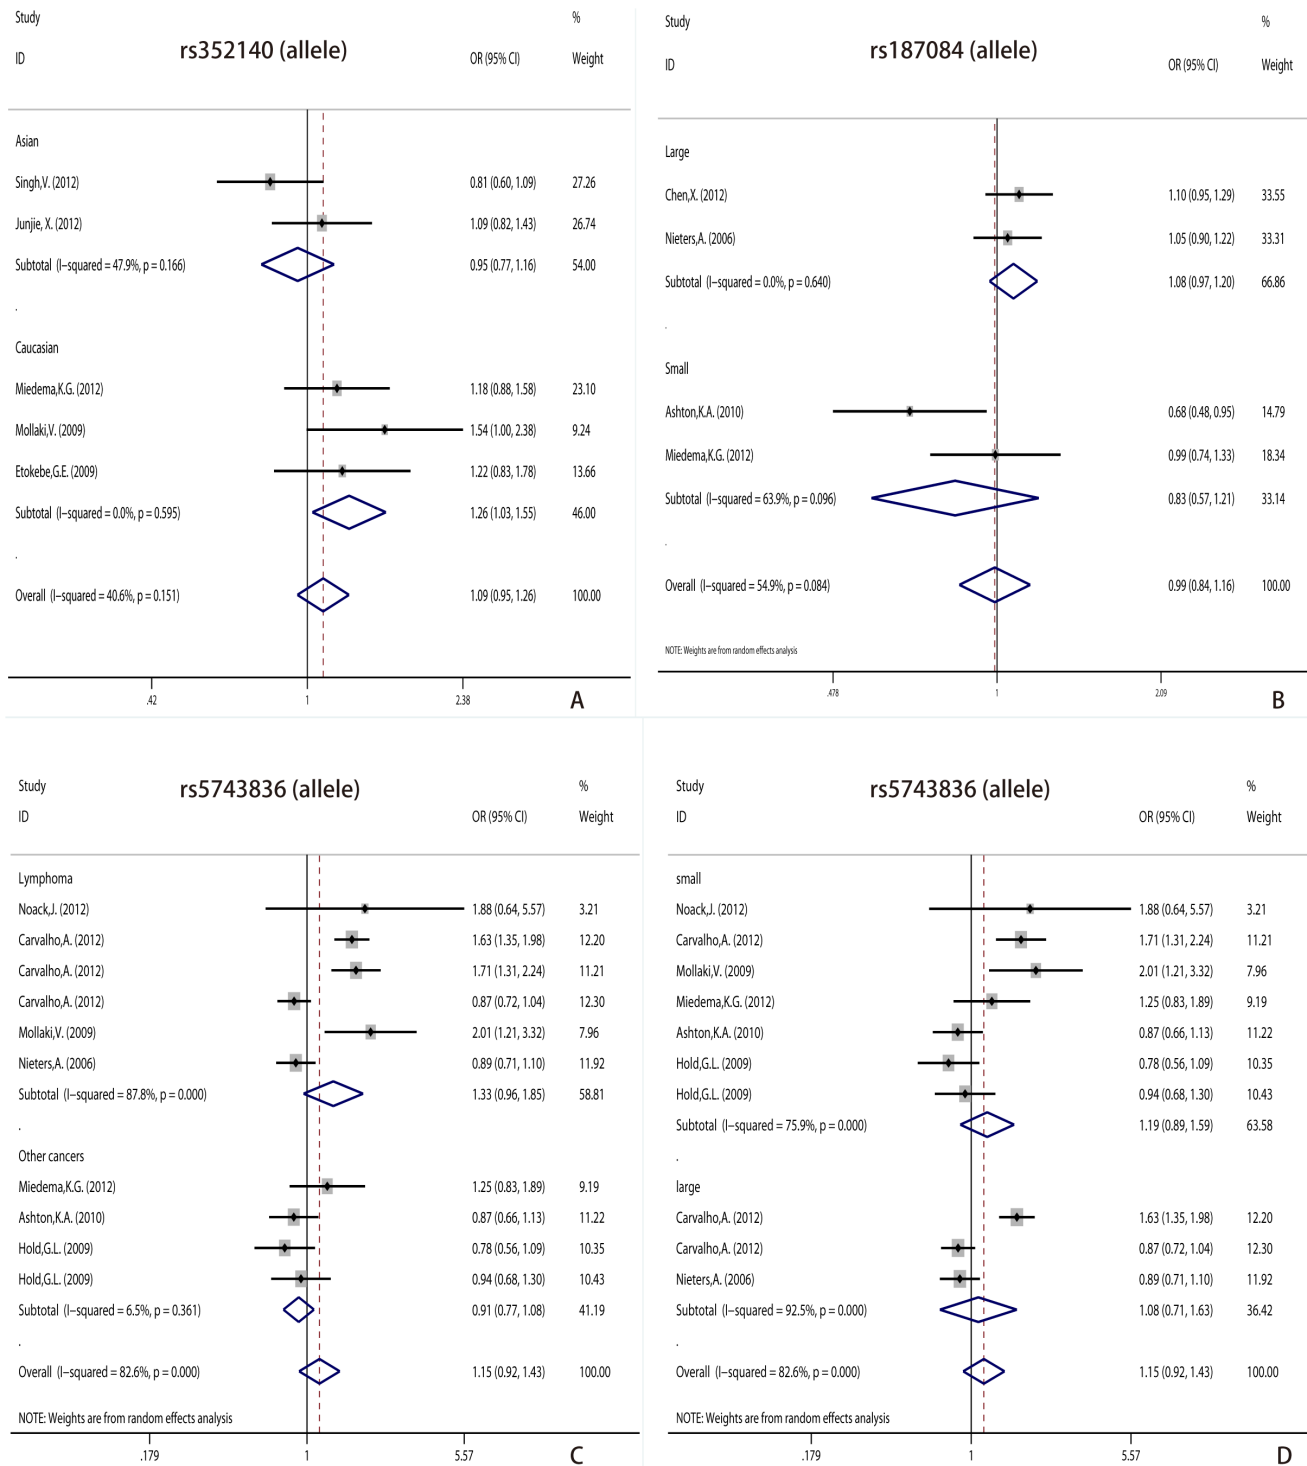 Study %
rs352140 (allele)
ID OR (95% CI) Weight
Asian
Singh,V. (2012) 0.81 (0.60, 1.09) 27.26
Junjie, X. (2012) 1.09 (0.82, 1.43) 26.74
Subtotal (I−squared = 47.9%, p = 0.166) 0.95 (0.77, 1.16) 54.00
.
Caucasian
Miedema,K.G. (2012) 1.18 (0.88, 1.58) 23.10
Mollaki,V. (2009) 1.54 (1.00, 2.38) 9.24
Etokebe,G.E. (2009) 1.22 (0.83, 1.78) 13.66
Subtotal (I−squared = 0.0%, p = 0.595) 1.26 (1.03, 1.55) 46.00
.
Overall (I−squared = 40.6%, p = 0.151) 1.09 (0.95, 1.26) 100.00
.42 1 2.38
A
Study %
rs187084 (allele)
ID OR (95% CI) Weight
Large
Chen,X. (2012) 1.10 (0.95, 1.29) 33.55
Nieters,A. (2006) 1.05 (0.90, 1.22) 33.31
Subtotal (I−squared = 0.0%, p = 0.640) 1.08 (0.97, 1.20) 66.86
.
Small
Ashton,K.A. (2010) 0.68 (0.48, 0.95) 14.79
Miedema,K.G. (2012) 0.99 (0.74, 1.33) 18.34
Subtotal (I−squared = 63.9%, p = 0.096) 0.83 (0.57, 1.21) 33.14
.
Overall (I−squared = 54.9%, p = 0.084) 0.99 (0.84, 1.16) 100.00
NOTE: Weights are from random effects analysis
.478 1 2.09
B
Study %
rs5743836 (allele)
ID OR (95% CI) Weight
Lymphoma
Noack,J. (2012) 1.88 (0.64, 5.57) 3.21
Carvalho,A. (2012) 1.63 (1.35, 1.98) 12.20
Carvalho,A. (2012) 1.71 (1.31, 2.24) 11.21
Carvalho,A. (2012) 0.87 (0.72, 1.04) 12.30
Mollaki,V. (2009) 2.01 (1.21, 3.32) 7.96
Nieters,A. (2006) 0.89 (0.71, 1.10) 11.92
Subtotal (I−squared = 87.8%, p = 0.000) 1.33 (0.96, 1.85) 58.81
.
Other cancers
Miedema,K.G. (2012) 1.25 (0.83, 1.89) 9.19
Ashton,K.A. (2010) 0.87 (0.66, 1.13) 11.22
Hold,G.L. (2009) 0.78 (0.56, 1.09) 10.35
Hold,G.L. (2009) 0.94 (0.68, 1.30) 10.43
Subtotal (I−squared = 6.5%, p = 0.361) 0.91 (0.77, 1.08) 41.19
.
Overall (I−squared = 82.6%, p = 0.000) 1.15 (0.92, 1.43) 100.00
NOTE: Weights are from random effects analysis
.179 1 5.57
C
Study %
rs5743836 (allele)
ID OR (95% CI) Weight
small
Noack,J. (2012) 1.88 (0.64, 5.57) 3.21
Carvalho,A. (2012) 1.71 (1.31, 2.24) 11.21
Mollaki,V. (2009) 2.01 (1.21, 3.32) 7.96
Miedema,K.G. (2012) 1.25 (0.83, 1.89) 9.19
Ashton,K.A. (2010) 0.87 (0.66, 1.13) 11.22
Hold,G.L. (2009) 0.78 (0.56, 1.09) 10.35
Hold,G.L. (2009) 0.94 (0.68, 1.30) 10.43
Subtotal (I−squared = 75.9%, p = 0.000) 1.19 (0.89, 1.59) 63.58
.
large
Carvalho,A. (2012) 1.63 (1.35, 1.98) 12.20
Carvalho,A. (2012) 0.87 (0.72, 1.04) 12.30
Nieters,A. (2006) 0.89 (0.71, 1.10) 11.92
Subtotal (I−squared = 92.5%, p = 0.000) 1.08 (0.71, 1.63) 36.42
.
Overall (I−squared = 82.6%, p = 0.000) 1.15 (0.92, 1.43) 100.00
NOTE: Weights are from random effects analysis
.179 1 5.57
D